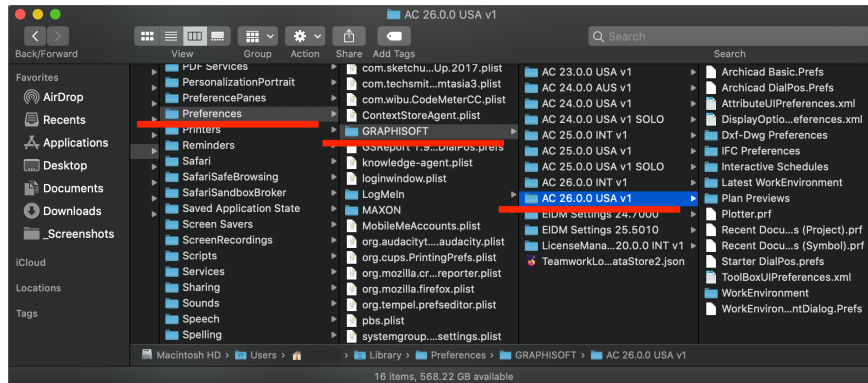 AC 26.0.0 USA v1
Search
Back/Forward
View
Group
Action
Share
Add Tags
Search
Favorites
AirDrop
Recents
Applications
Desktop
Documents
Downloads
_Screenshots
iCloud
Locations
Tags
PDF Services
PersonalizationPortrait
PreferencePanes
Preferences
Printers
Reminders
Safari
SafariSafeBrowsing
SafariSandboxBroker
Saved Application State
Screen Savers
ScreenRecordings
Scripts
Services
Sharing
Sounds
Speech
Spelling
com.sketchu...Up.2017.plist
com.techsmit...mtasia3.plist
com.wibu.CodeMeterCC.plist
ContextStoreAgent.plist
GRAPHISOFT
GSReport 1.9...DialPos.prefs
knowledge-agent.plist
loginwindow.plist
LogMeIn
MAXON
MobileMeAccounts.plist
org.audacityt....audacity.plist
org.cups.PrintingPrefs.plist
org.mozilla.cr...reporter.plist
org.mozilla.firefox.plist
org.tempel.prefseditor.plist
pbs.plist
systemgroup....settings.plist
AC 23.0.0 USA v1
AC 24.0.0 AUS v1
AC 24.0.0 USA v1
AC 24.0.0 USA v1 SOLO
AC 25.0.0 INT v1
AC 25.0.0 USA v1
AC 25.0.0 USA v1 SOLO
AC 26.0.0 INT v1
AC 26.0.0 USA v1
EIDM Settings 24.7000
EIDM Settings 25.5010
LicenseMana...20.0.0 INT v1
TeamworkLo...ataStore2.json
Archicad Basic.Prefs
Archicad DialPos.Prefs
AttributeUIPreferences.xml
DisplayOptio...eferences.xml
Dxf-Dwg Preferences
IFC Preferences
Interactive Schedules
Latest WorkEnvironment
Plan Previews
Plotter.prf
Recent Docu...s (Project).prf
Recent Docu...s (Symbol).prf
Starter DialPos.prefs
ToolBoxUIPreferences.xml
WorkEnvironment
WorkEnviron...ntDialog.Prefs
Macintosh HD › Users › › Library › Preferences › GRAPHISOFT › AC 26.0.0 USA v1
16 items, 568.22 GB available